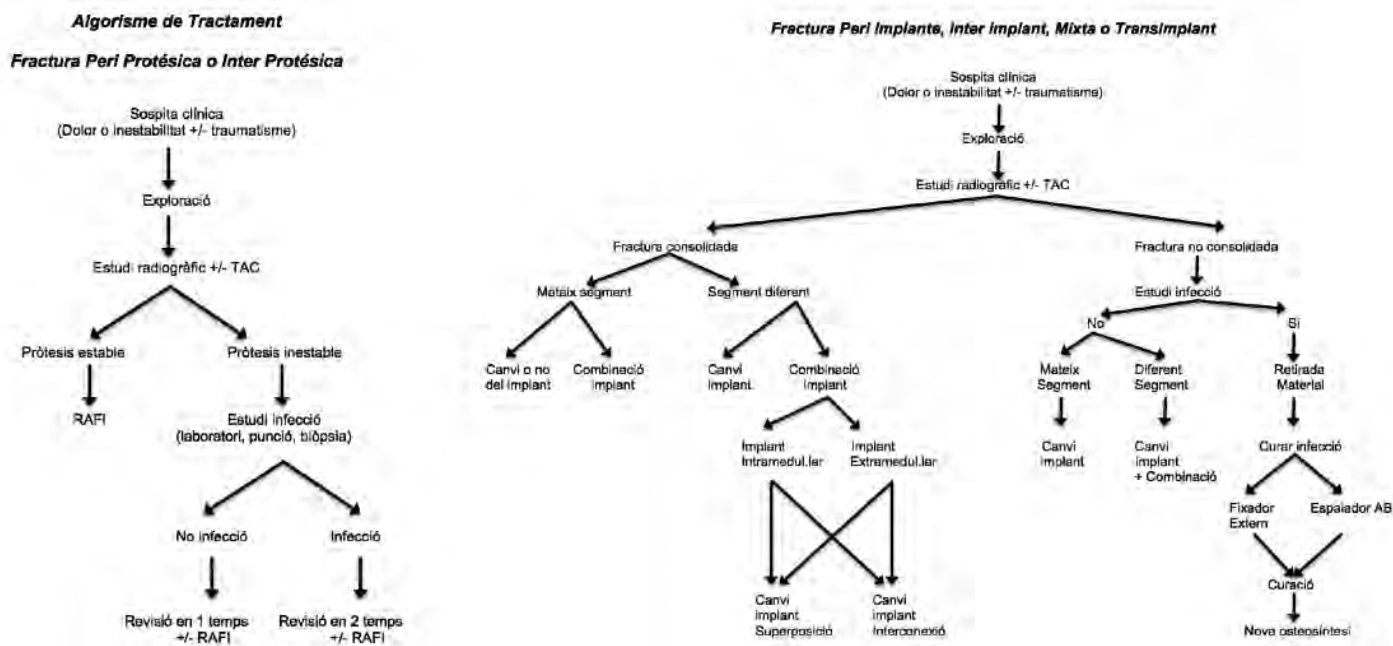 Algorisme de Tractament
Fractura Peri Protésica o Inter Protésica
Sospita clínica
(Dolor o inestabilitat +/- traumatisme)
Exploració
Estudi radiogràfic +/- TAC
Pròtesis estable
Pròtesis inestable
RAFI
Estudi infecció
(laboratori, punció, biòpsia)
No infecció
Infecció
Revisió en 1 temps
+/- RAFI
Revisió en 2 temps
+/- RAFI
Fractura Peri Implante, Inter implant, Mixta o TransImplant
Sospita clínica
(Dolor o inestabilitat +/- traumatisme)
Exploració
Estudi radiogràfic +/- TAC
Fractura consolidada
Fractura no consolidada
Mateix segment
Segment diferent
Estudi infecció
No
Si
Canvi o no
del implant
Combinació
implant
Canvi
implant
Combinació
implant
Mateix
Segment
Diferent
Segment
Retirada
Material
Implant
Intramedul.lar
Implant
Extramedul.lar
Canvi
implant
Canvi
implant
+ Combinació
Curar infecció
Fixador
Extern
Espaiador AB
Canvi
implant
Superposició
Canvi
implant
Interconexió
Curació
Nova osteosíntesi